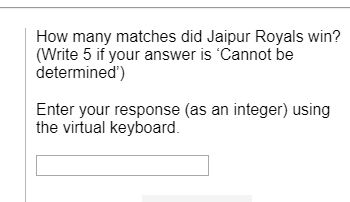 How many matches did Jaipur Royals win?
(Write 5 if your answer is ‘Cannot be
determined’)
Enter your response (as an integer) using
the virtual keyboard.